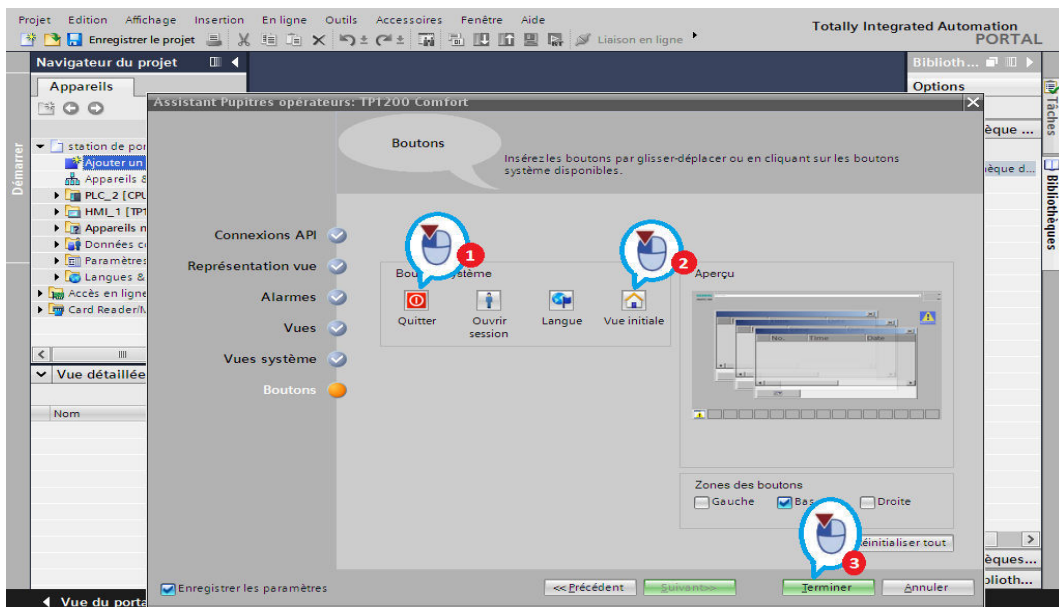 Projet Edition Affichage Insertion En ligne Outils Accessoires Fenêtre Aide
Totally Integrated Automation
PORTAL
Enregistrer le projet
Liaison en ligne
Navigateur du projet
Biblioth...
Appareils
Options
Assistant Pupitres opérateurs: TP1200 Comfort
Tâches
Bibliothèques
Démarrer
Boutons
Insérez les boutons par glisser-déplacer ou en cliquant sur les boutons
système disponibles.
èque ...
station de por
Ajouter un
Appareils &
PLC_2 [CPU
HMI_1 [TP1
Appareils n
Données co
Paramètres
Langues &
Accès en ligne
Card Reader/
èque d...
Connexions API
Représentation vue
Alarmes
Vues
Vues système
Boutons
1
2
Bou système
Quitter
Ouvrir
session
Langue
Vue initiale
Aperçu
No. Time Date
Vue détaillée
Nom
Zones des boutons
Gauche
Bas
Droite
éinitialiser tout
3
èques...
blioth...
Enregistrer les paramètres
<<Précédent
Suivant>>
Terminer
Annuler
Vue du porta